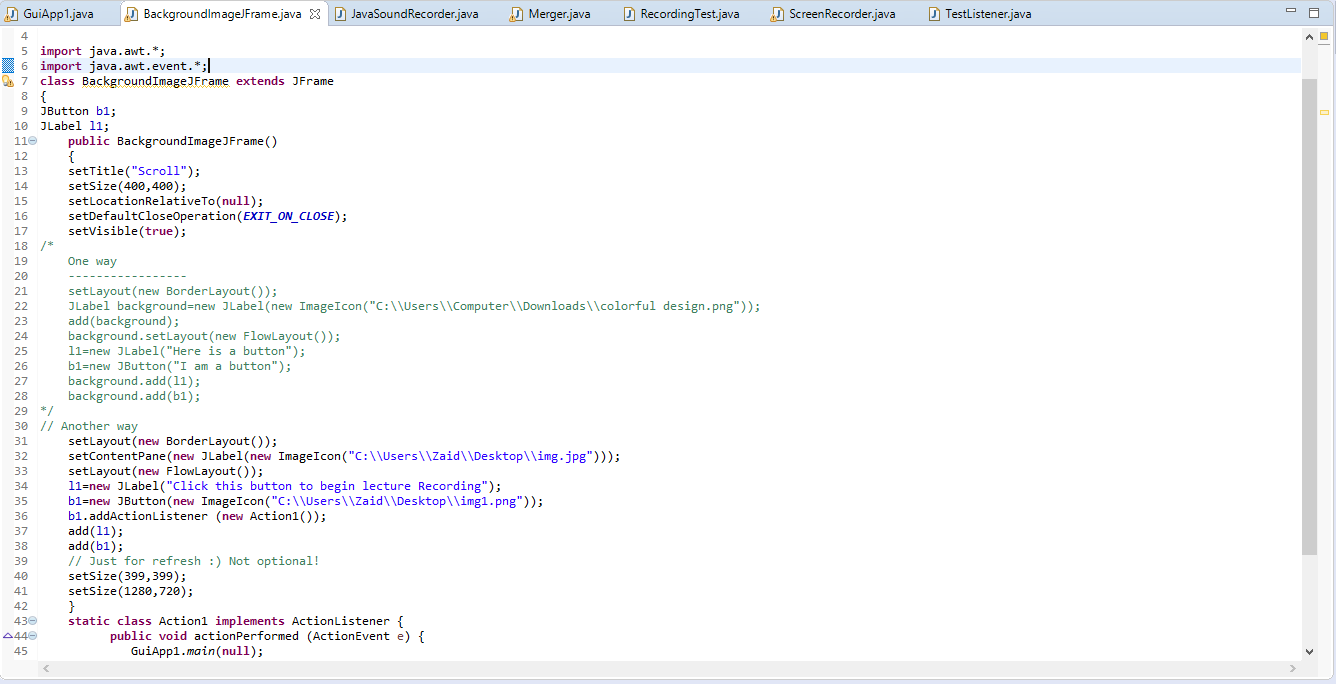 GuiApp1.java BackgroundImageJFrame.java JavaSoundRecorder.java Merger.java RecordingTest.java ScreenRecorder.java TestListener.java
4
5 import java.awt.*;
6 import java.awt.event.*;
7 class BackgroundImageJFrame extends JFrame
8 {
9 JButton b1;
10 JLabel l1;
11 public BackgroundImageJFrame()
12 {
13 setTitle("Scroll");
14 setSize(400,400);
15 setLocationRelativeTo(null);
16 setDefaultCloseOperation(EXIT_ON_CLOSE);
17 setVisible(true);
18 /*
19 One way
20 -----------------
21 setLayout(new BorderLayout());
22 JLabel background=new JLabel(new ImageIcon("C:\\Users\\Computer\\Downloads\\colorful design.png"));
23 add(background);
24 background.setLayout(new FlowLayout());
25 l1=new JLabel("Here is a button");
26 b1=new JButton("I am a button");
27 background.add(l1);
28 background.add(b1);
29 */
30 // Another way
31 setLayout(new BorderLayout());
32 setContentPane(new JLabel(new ImageIcon("C:\\Users\\Zaid\\Desktop\\img.jpg")));
33 setLayout(new FlowLayout());
34 l1=new JLabel("Click this button to begin lecture Recording");
35 b1=new JButton(new ImageIcon("C:\\Users\\Zaid\\Desktop\\img1.png"));
36 b1.addActionListener (new Action1());
37 add(l1);
38 add(b1);
39 // Just for refresh :) Not optional!
40 setSize(399,399);
41 setSize(1280,720);
42 }
43 static class Action1 implements ActionListener {
44 public void actionPerformed (ActionEvent e) {
45 GuiApp1.main(null);